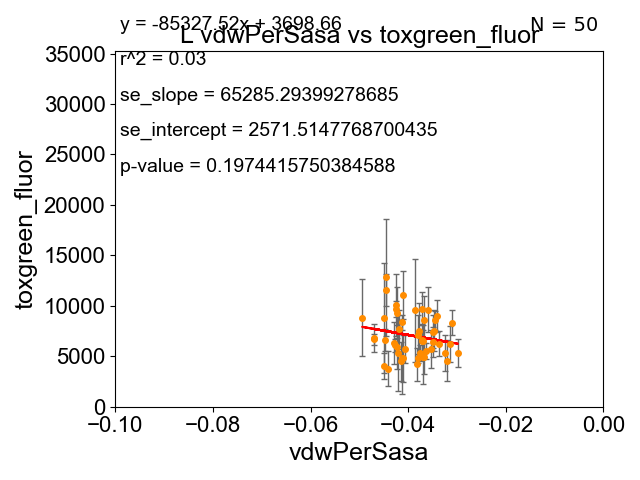 y = -85327.52x + 3698.66
N = 50
L vdwPerSasa vs toxgreen_fluor
r^2 = 0.03
se_slope = 65285.29399278685
se_intercept = 2571.5147768700435
p-value = 0.1974415750384588
35000
30000
25000
20000
15000
10000
5000
0
toxgreen_fluor
−0.10
−0.08
−0.06
−0.04
−0.02
0.00
vdwPerSasa